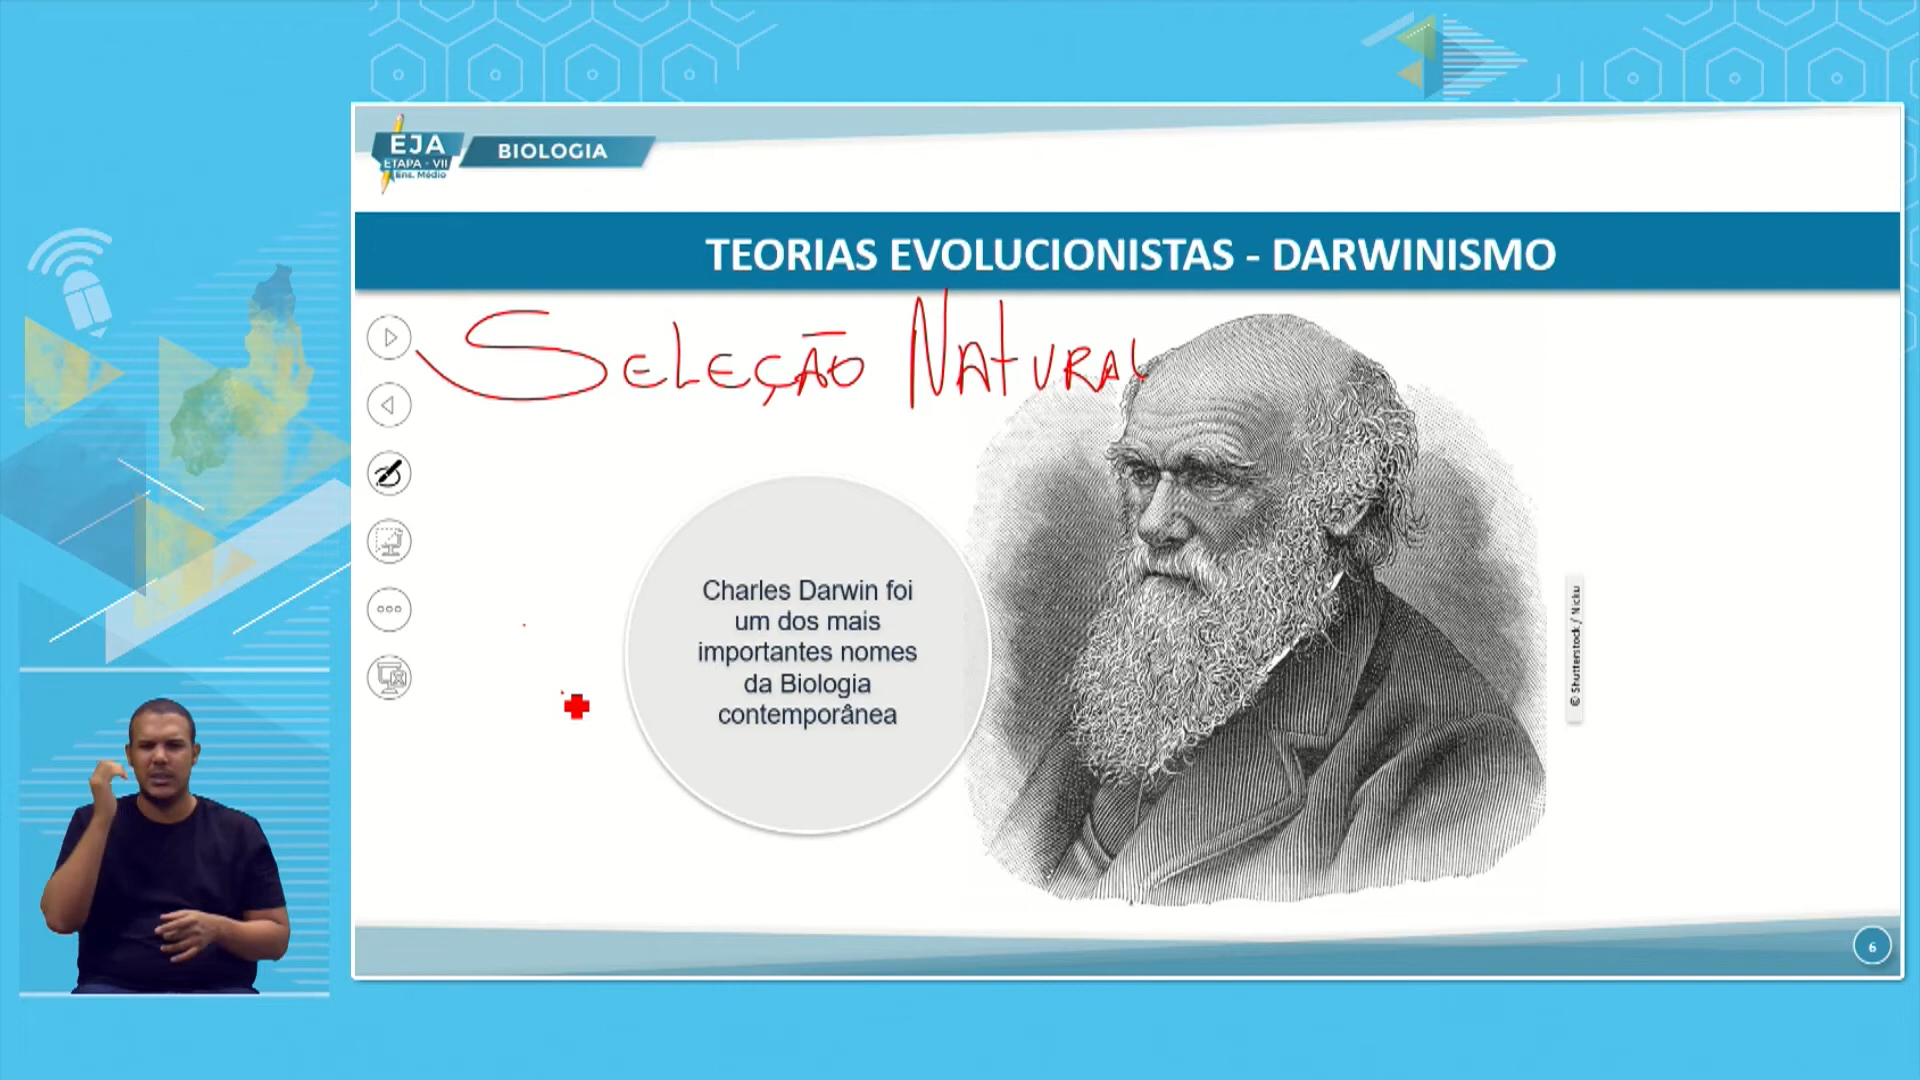 EJA
ETAPA - VII
Ens. Médio
BIOLOGIA
TEORIAS EVOLUCIONISTAS - DARWINISMO
SELEÇÃO NATURAL
Charles Darwin foi
um dos mais
importantes nomes
da Biologia
contemporânea
© Shutterstock / Nicku
6